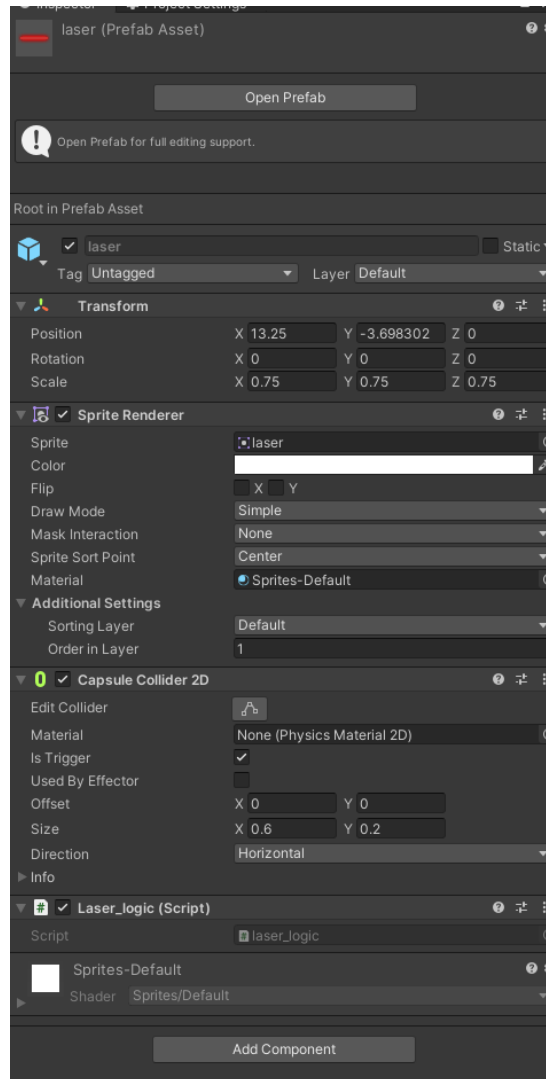 Inspector Project Settings
laser (Prefab Asset)
Open Prefab
Open Prefab for full editing support.
Root in Prefab Asset
laser Static
Tag Untagged Layer Default
Transform
Position X 13.25 Y -3.698302 Z 0
Rotation X 0 Y 0 Z 0
Scale X 0.75 Y 0.75 Z 0.75
Sprite Renderer
Sprite laser
Color
Flip X Y
Draw Mode Simple
Mask Interaction None
Sprite Sort Point Center
Material Sprites-Default
Additional Settings
Sorting Layer Default
Order in Layer 1
Capsule Collider 2D
Edit Collider
Material None (Physics Material 2D)
Is Trigger
Used By Effector
Offset X 0 Y 0
Size X 0.6 Y 0.2
Direction Horizontal
Info
# Laser_logic (Script)
Script laser_logic
Sprites-Default
Shader Sprites/Default
Add Component